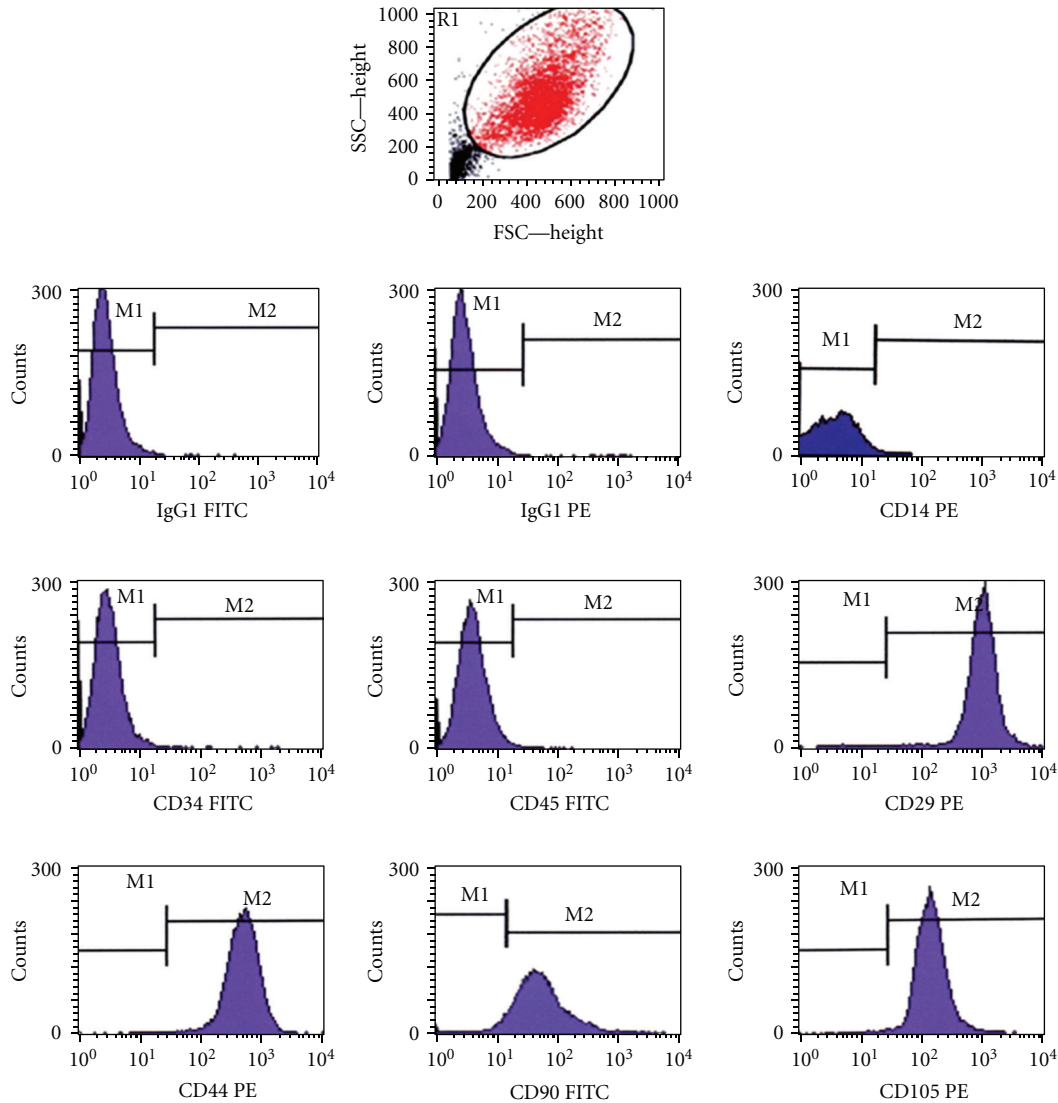 R1
1000
800
600
400
200
0
SSC—height
0 200 400 600 800 1000
FSC—height
300
M1
M2
Counts
0
10^0 10^1 10^2 10^3 10^4
IgG1 FITC
300
M1
M2
Counts
0
10^0 10^1 10^2 10^3 10^4
IgG1 PE
300
M1
M2
Counts
0
10^0 10^1 10^2 10^3 10^4
CD14 PE
300
M1
M2
Counts
0
10^0 10^1 10^2 10^3 10^4
CD34 FITC
300
M1
M2
Counts
0
10^0 10^1 10^2 10^3 10^4
CD45 FITC
300
M1
M2
Counts
0
10^0 10^1 10^2 10^3 10^4
CD29 PE
300
M1
M2
Counts
0
10^0 10^1 10^2 10^3 10^4
CD44 PE
300
M1
M2
Counts
0
10^0 10^1 10^2 10^3 10^4
CD90 FITC
300
M1
M2
Counts
0
10^0 10^1 10^2 10^3 10^4
CD105 PE